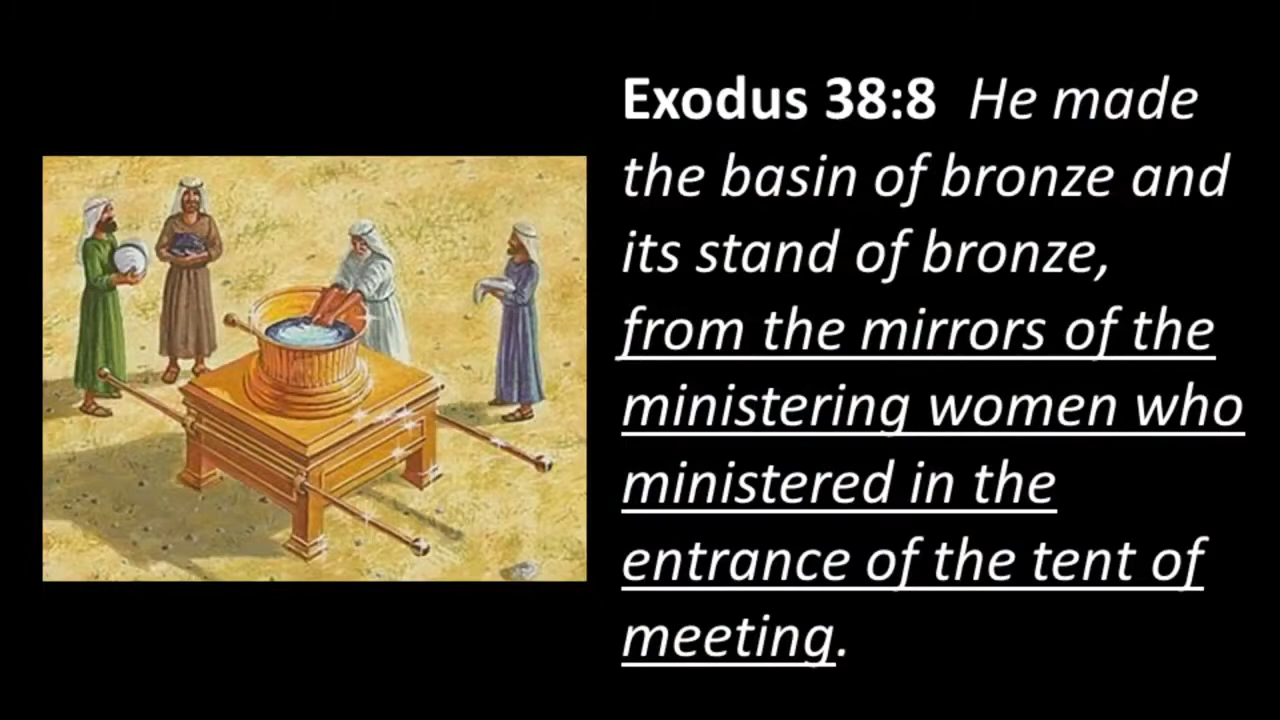 Exodus 38:8 He made
the basin of bronze and
its stand of bronze,
from the mirrors of the
ministering women who
ministered in the
entrance of the tent of
meeting.